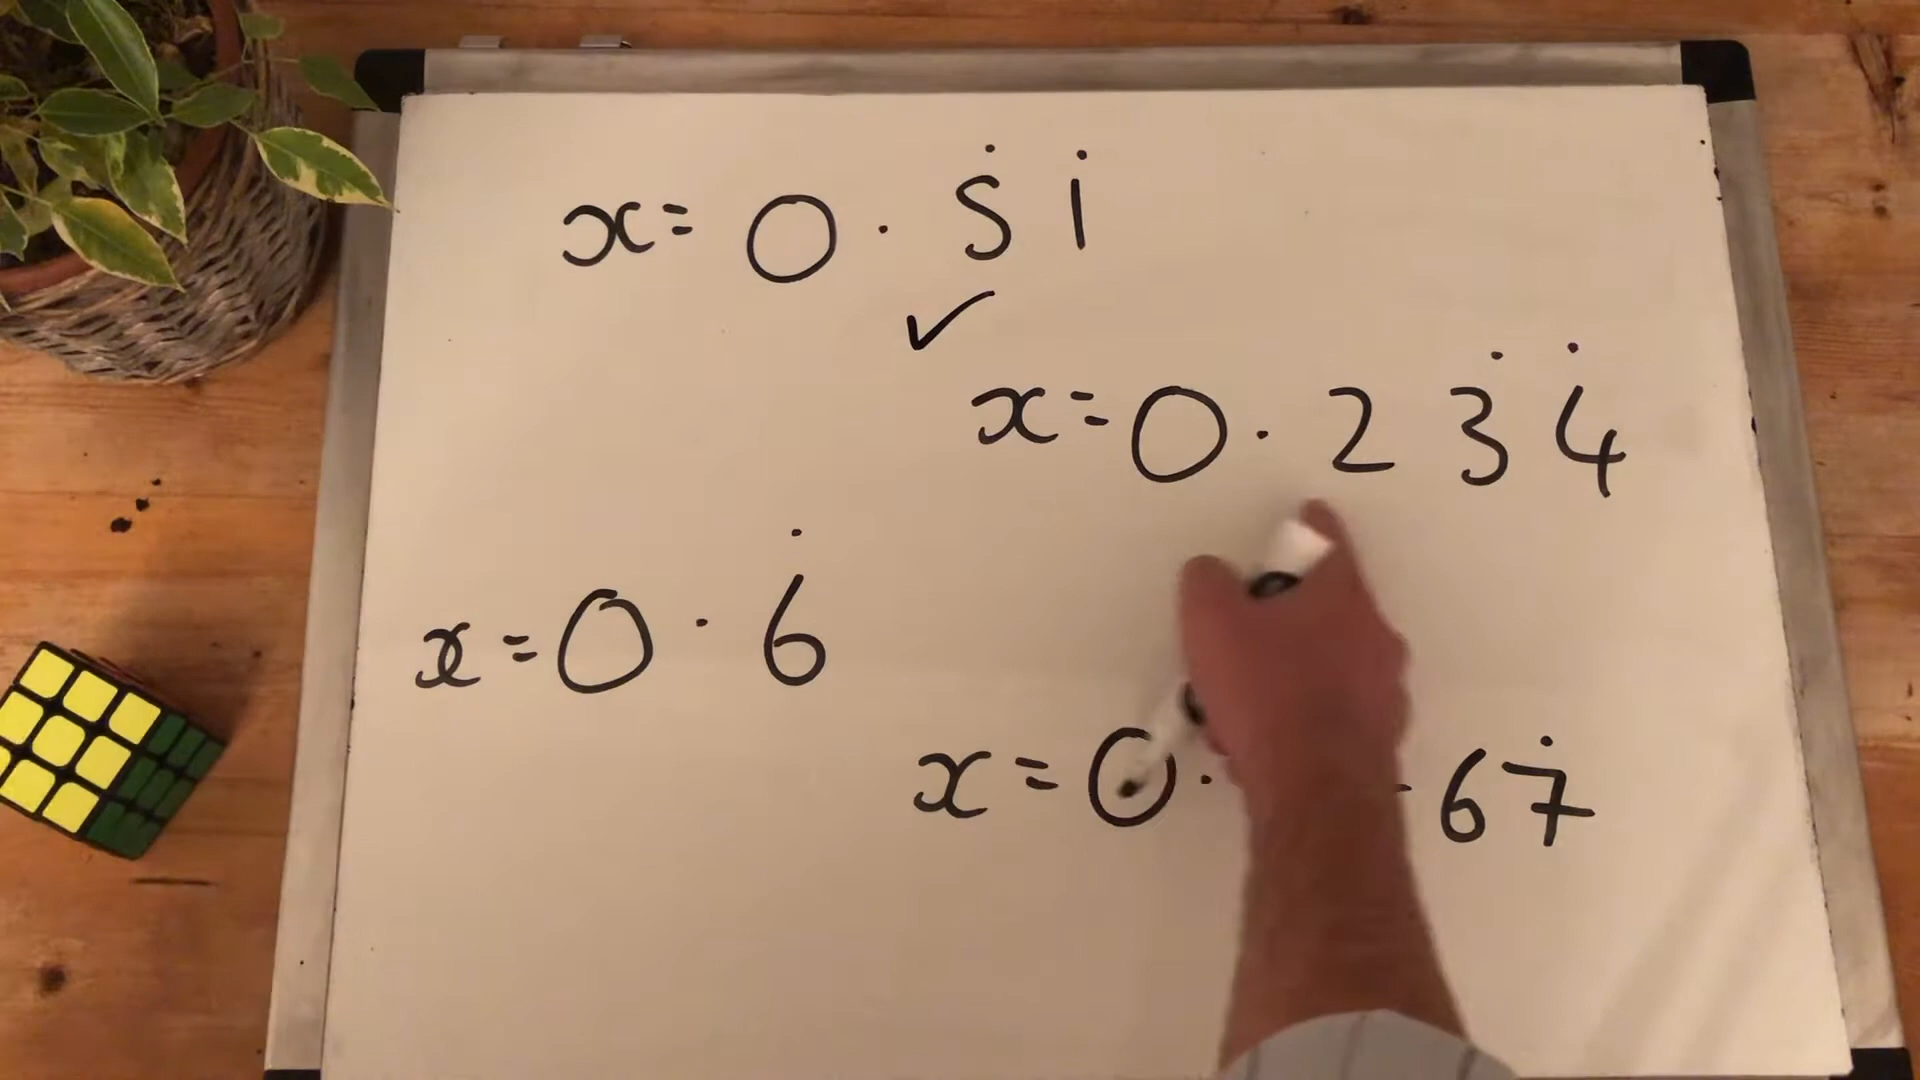 x = 0 · 5̇ 1̇
x = 0 · 2 3̇ 4̇
x = 0 · 6̇
x = 0 · 6 7̇